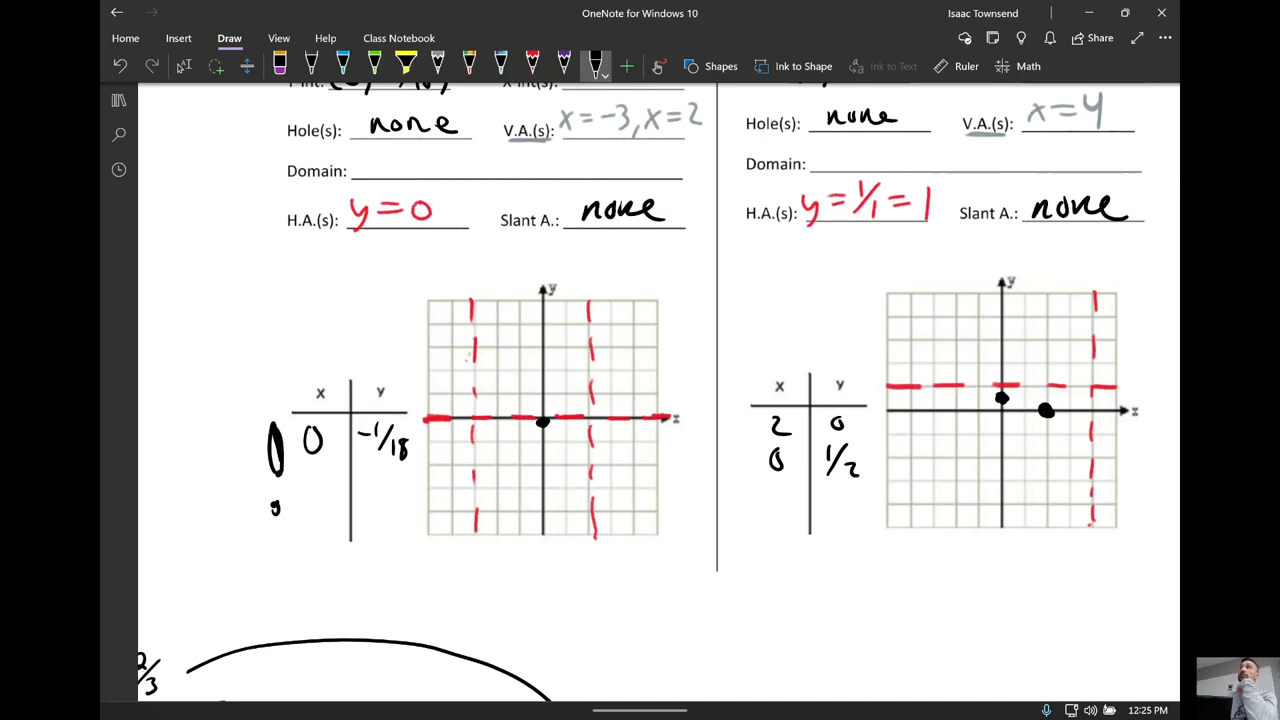 OneNote for Windows 10
Isaac Townsend
Home Insert Draw View Help Class Notebook
Share
Shapes Ink to Shape Ink to Text Ruler Math
Hole(s): none V.A.(s): x=-3, x=2
Domain:
H.A.(s): y=0 Slant A.: none
x y
0 -1/18
y
x
Hole(s): none V.A.(s): x=4
Domain:
H.A.(s): y=1/1=1 Slant A.: none
x y
2 0
0 1/2
y
x
2/3
12:25 PM